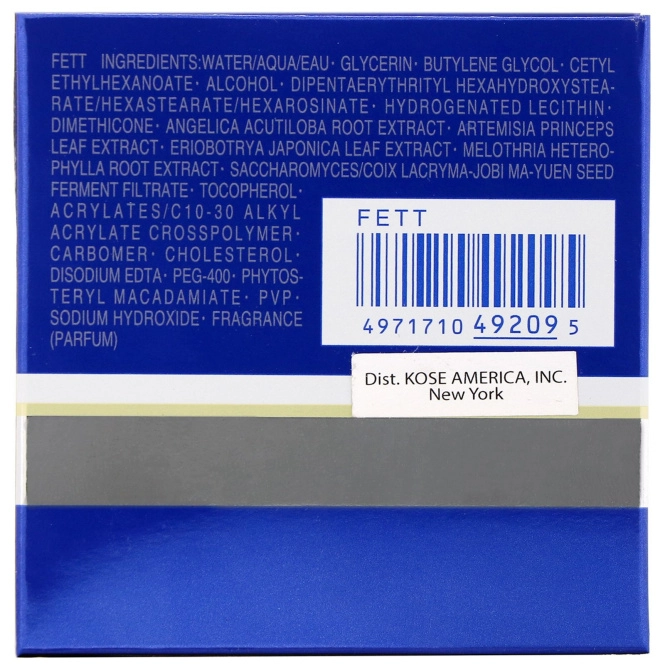 FETT INGREDIENTS:WATER/AQUA/EAU· GLYCERIN· BUTYLENE GLYCOL· CETYL
ETHYLHEXANOATE· ALCOHOL· DIPENTAERYTHRITYL HEXAHYDROXYSTEA-
RATE/HEXASTEARATE/HEXAROSINATE· HYDROGENATED LECITHIN·
DIMETHICONE· ANGELICA ACUTILOBA ROOT EXTRACT· ARTEMISIA PRINCEPS
LEAF EXTRACT· ERIOBOTRYA JAPONICA LEAF EXTRACT· MELOTHRIA HETERO-
PHYLLA ROOT EXTRACT· SACCHAROMYCES/COIX LACRYMA-JOBI MA-YUEN SEED
FERMENT FILTRATE· TOCOPHEROL·
ACRYLATES/C10-30 ALKYL
ACRYLATE CROSSPOLYMER·
CARBOMER· CHOLESTEROL·
DISODIUM EDTA· PEG-400· PHYTOS-
TERYL MACADAMIATE· PVP·
SODIUM HYDROXIDE· FRAGRANCE
(PARFUM)
FETT
4971710 49209 5
Dist. KOSE AMERICA, INC.
New York